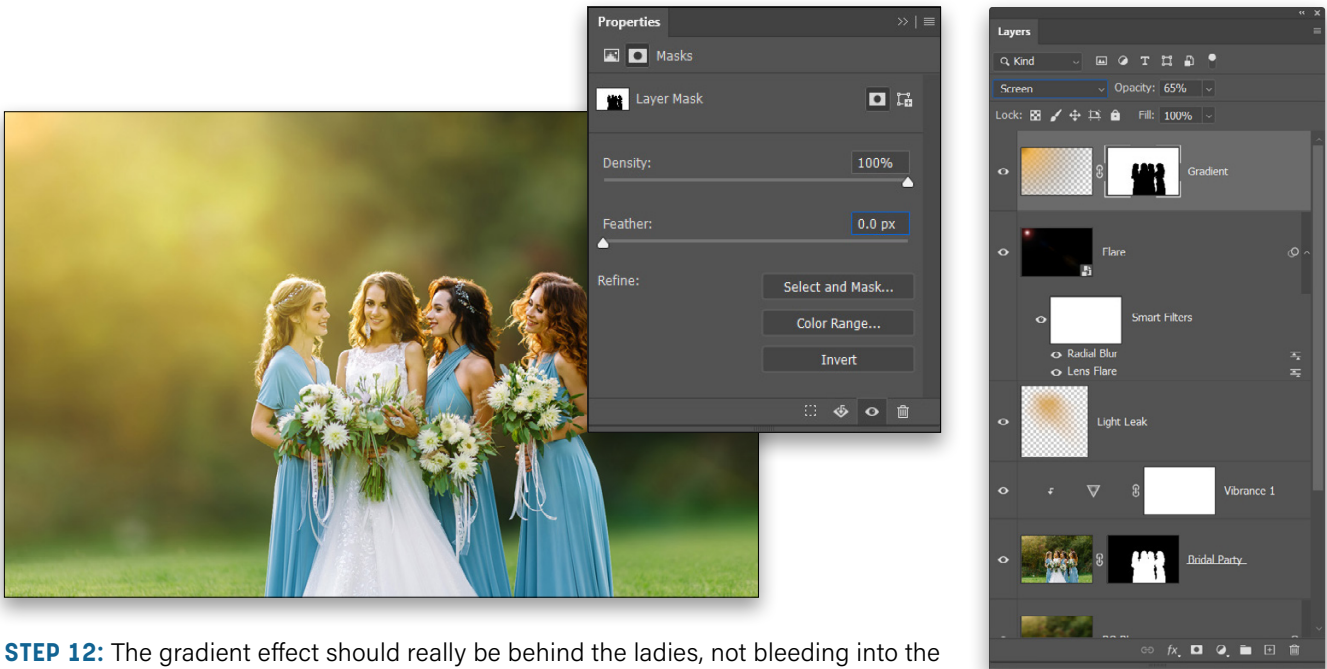 Properties
Masks
Layer Mask
Density: 100%
Feather: 0.0 px
Refine:
Select and Mask...
Color Range...
Invert
Layers
Kind
Screen Opacity: 65%
Lock: Fill: 100%
Gradient
Flare
Smart Filters
Radial Blur
Lens Flare
Light Leak
Vibrance 1
Bridal Party
fx
STEP 12: The gradient effect should really be behind the ladies, not bleeding into the